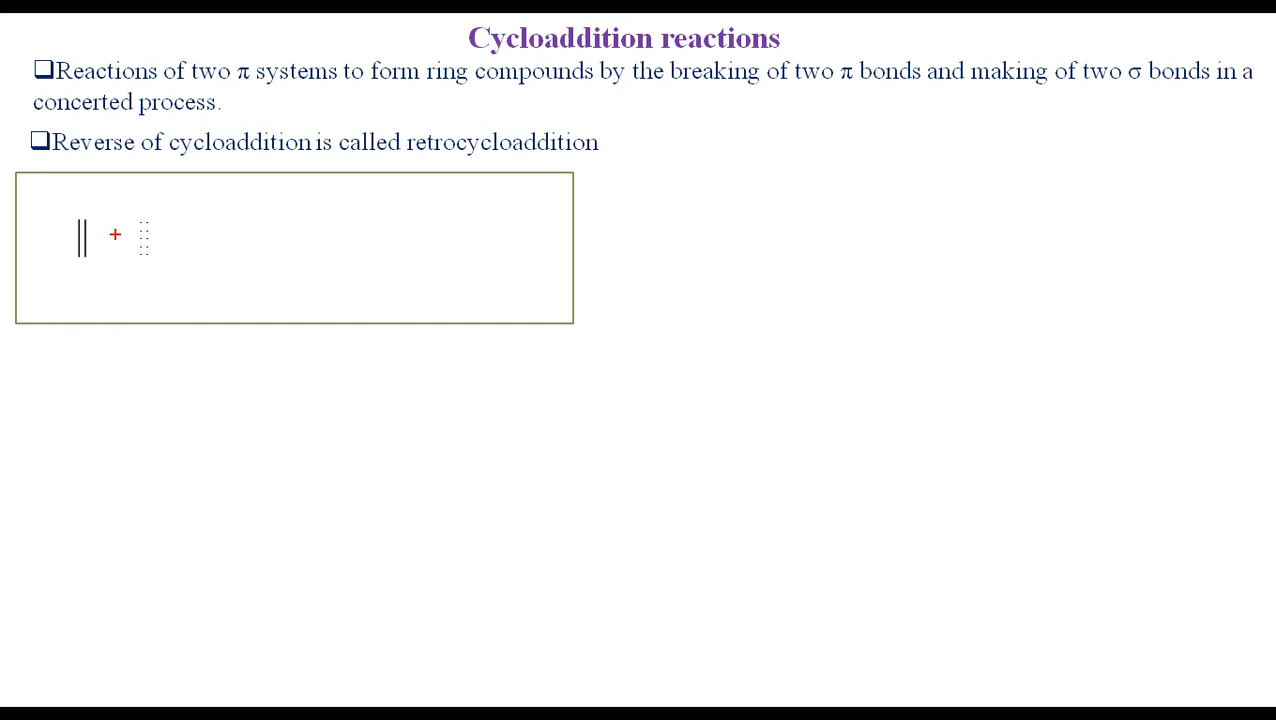 Cycloaddition reactions
❑Reactions of two π systems to form ring compounds by the breaking of two π bonds and making of two σ bonds in a
concerted process.
❑Reverse of cycloaddition is called retrocycloaddition
+